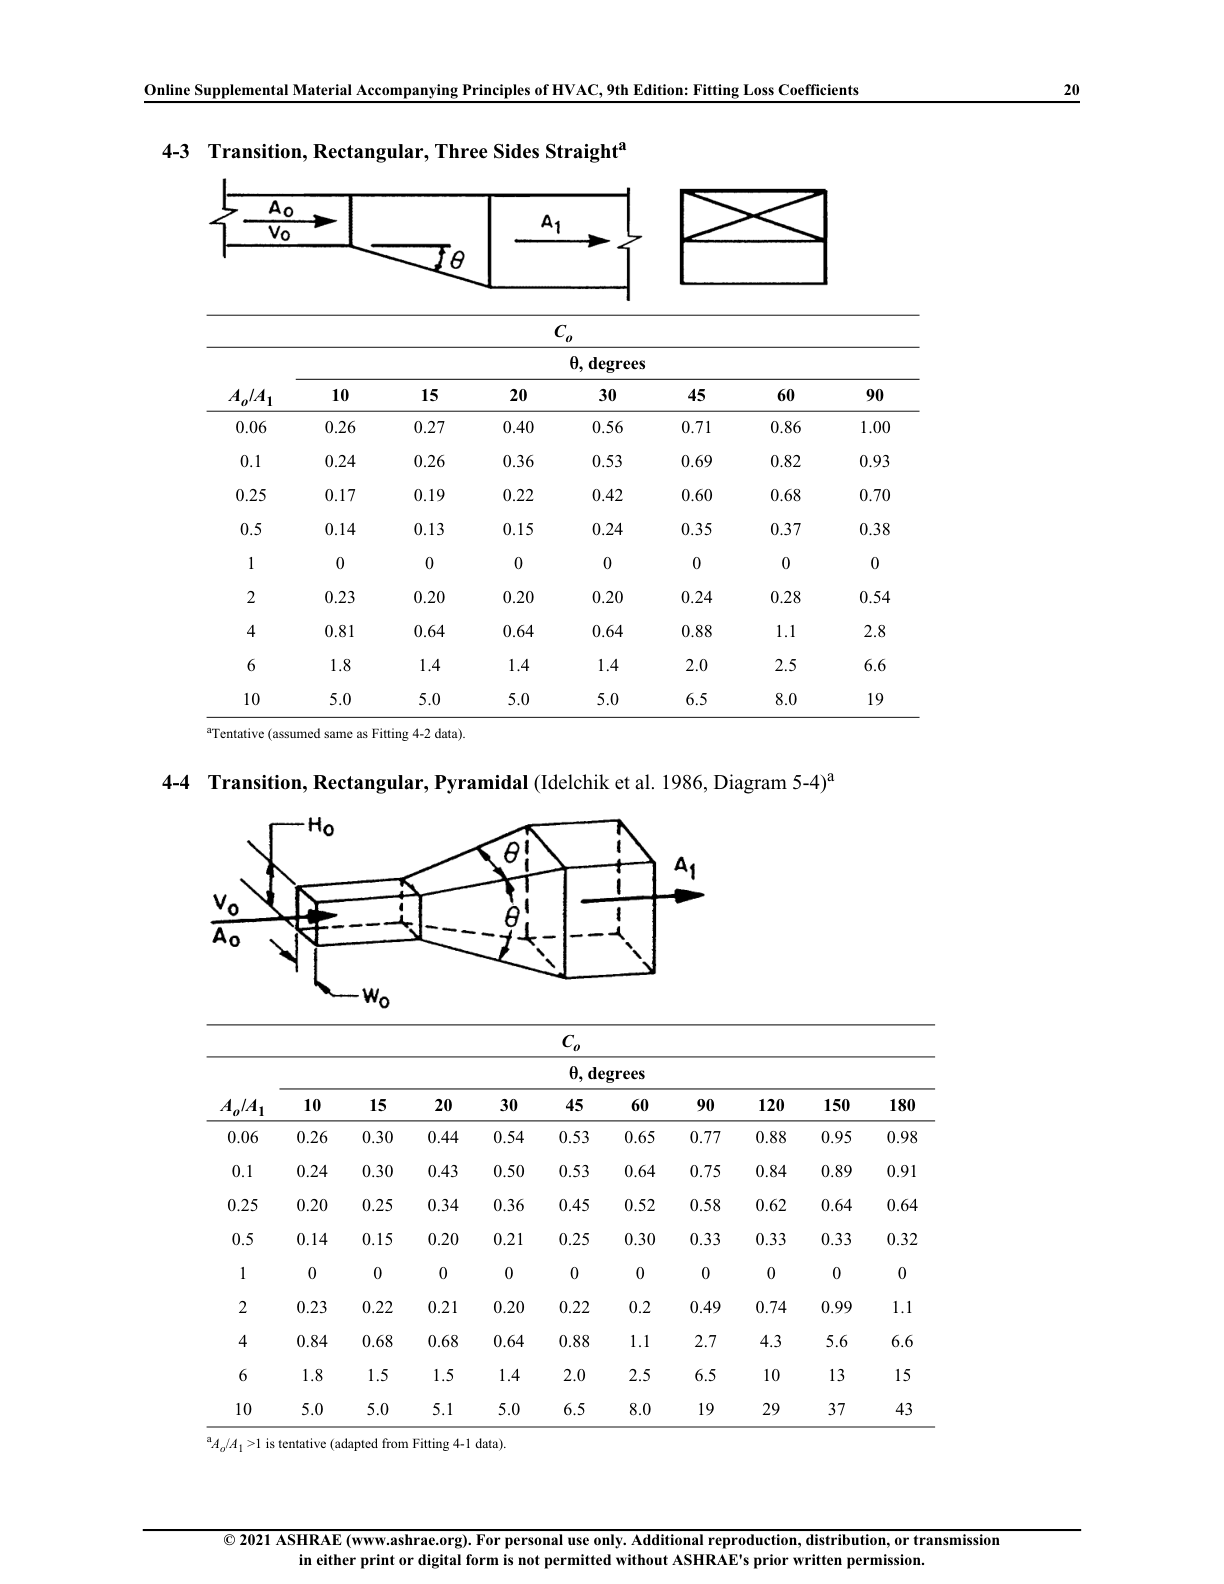 Online Supplemental Material Accompanying Principles of HVAC, 9th Edition: Fitting Loss Coefficients 20
4-3 Transition, Rectangular, Three Sides Straight^a
A_O
V_O
θ
A_1
C_o
θ, degrees
A_o/A_1 10 15 20 30 45 60 90
0.06 0.26 0.27 0.40 0.56 0.71 0.86 1.00
0.1 0.24 0.26 0.36 0.53 0.69 0.82 0.93
0.25 0.17 0.19 0.22 0.42 0.60 0.68 0.70
0.5 0.14 0.13 0.15 0.24 0.35 0.37 0.38
1 0 0 0 0 0 0 0
2 0.23 0.20 0.20 0.20 0.24 0.28 0.54
4 0.81 0.64 0.64 0.64 0.88 1.1 2.8
6 1.8 1.4 1.4 1.4 2.0 2.5 6.6
10 5.0 5.0 5.0 5.0 6.5 8.0 19
^aTentative (assumed same as Fitting 4-2 data).
4-4 Transition, Rectangular, Pyramidal (Idelchik et al. 1986, Diagram 5-4)^a
H_O
θ
A_1
V_O
θ
A_O
W_O
C_o
θ, degrees
A_o/A_1 10 15 20 30 45 60 90 120 150 180
0.06 0.26 0.30 0.44 0.54 0.53 0.65 0.77 0.88 0.95 0.98
0.1 0.24 0.30 0.43 0.50 0.53 0.64 0.75 0.84 0.89 0.91
0.25 0.20 0.25 0.34 0.36 0.45 0.52 0.58 0.62 0.64 0.64
0.5 0.14 0.15 0.20 0.21 0.25 0.30 0.33 0.33 0.33 0.32
1 0 0 0 0 0 0 0 0 0 0
2 0.23 0.22 0.21 0.20 0.22 0.2 0.49 0.74 0.99 1.1
4 0.84 0.68 0.68 0.64 0.88 1.1 2.7 4.3 5.6 6.6
6 1.8 1.5 1.5 1.4 2.0 2.5 6.5 10 13 15
10 5.0 5.0 5.1 5.0 6.5 8.0 19 29 37 43
^aA_o/A_1 >1 is tentative (adapted from Fitting 4-1 data).
© 2021 ASHRAE (www.ashrae.org). For personal use only. Additional reproduction, distribution, or transmission
in either print or digital form is not permitted without ASHRAE's prior written permission.